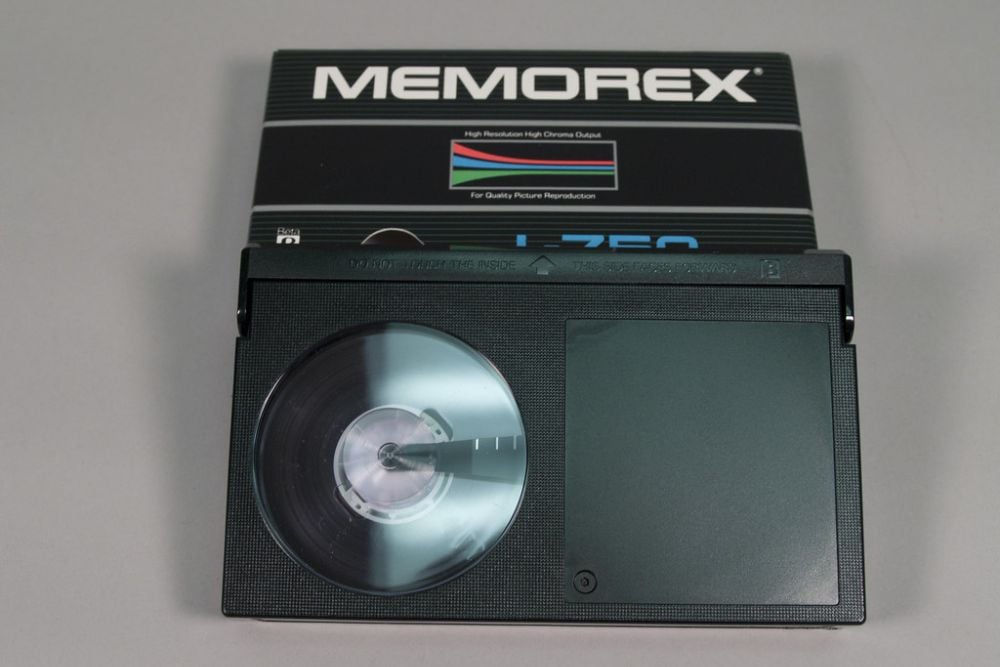 MEMOREX®
High Resolution High Chroma Output
For Quality Picture Reproduction
Beta
L-750
DO NOT TOUCH THE INSIDE THIS SIDE FACES FORWARD B